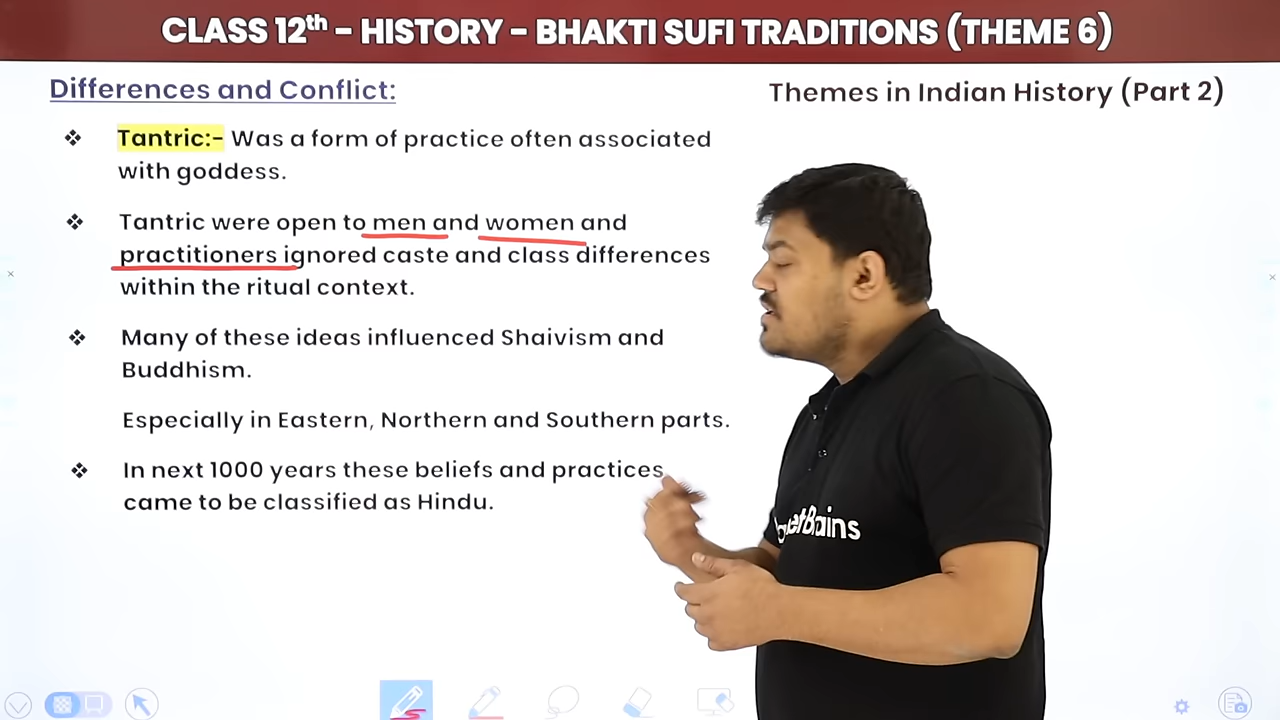 CLASS 12th - HISTORY - BHAKTI SUFI TRADITIONS (THEME 6)
Differences and Conflict:
Themes in Indian History (Part 2)
❖ Tantric:- Was a form of practice often associated
with goddess.
❖ Tantric were open to men and women and
practitioners ignored caste and class differences
within the ritual context.
❖ Many of these ideas influenced Shaivism and
Buddhism.
Especially in Eastern, Northern and Southern parts.
❖ In next 1000 years these beliefs and practices
came to be classified as Hindu.